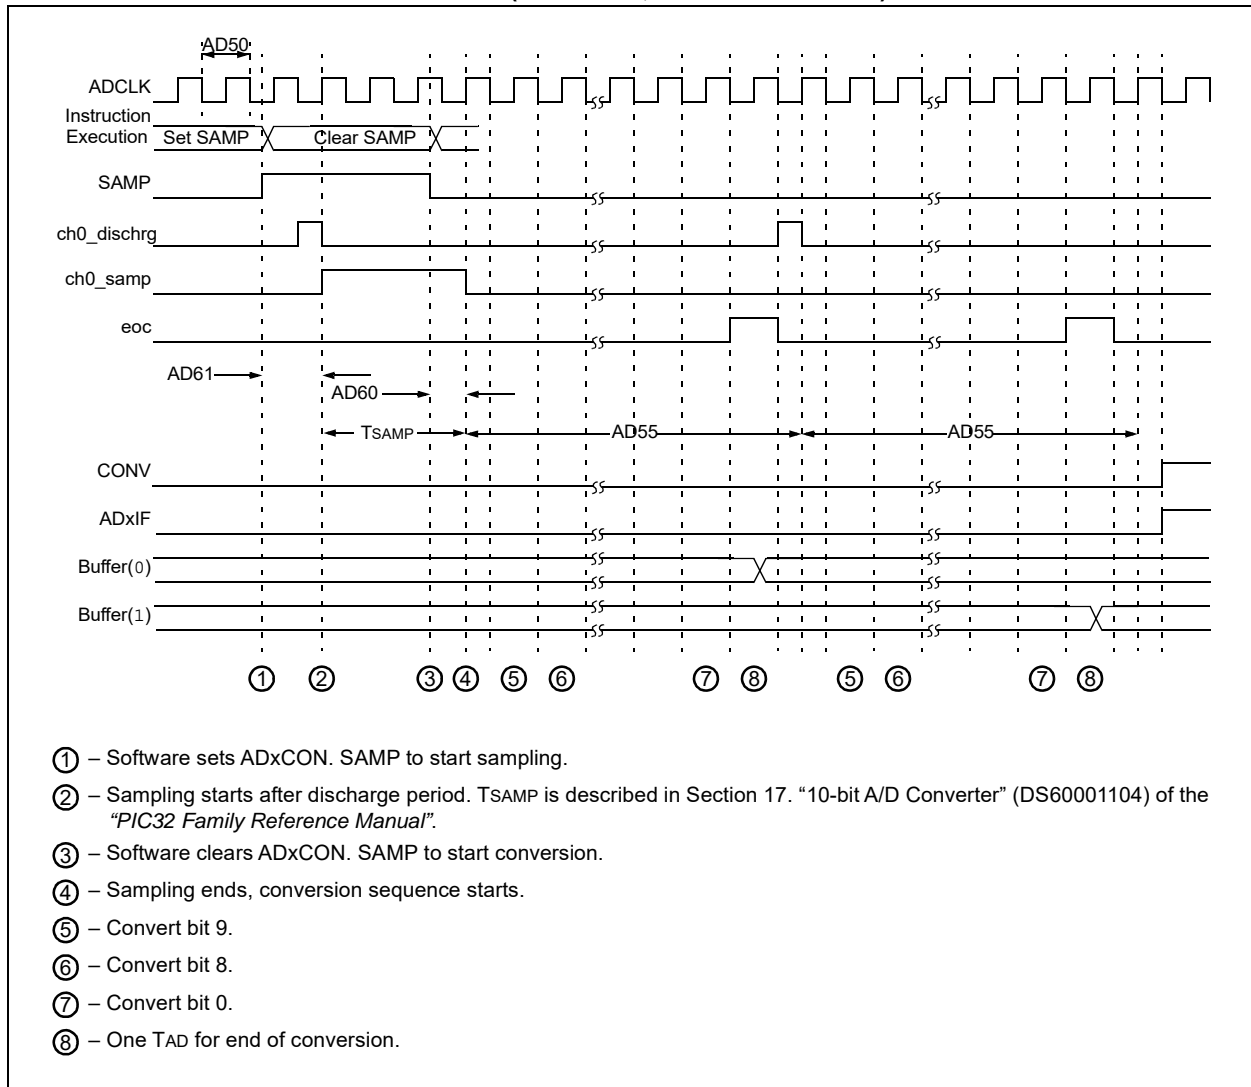 AD50
ADCLK
Instruction
Execution Set SAMP Clear SAMP
SAMP
ch0_dischrg
ch0_samp
eoc
AD61
AD60
TSAMP AD55 AD55
CONV
ADxIF
Buffer(0)
Buffer(1)
1 2 3 4 5 6 7 8 5 6 7 8
1 – Software sets ADxCON. SAMP to start sampling.
2 – Sampling starts after discharge period. TSAMP is described in Section 17. “10-bit A/D Converter” (DS60001104) of the
“PIC32 Family Reference Manual”.
3 – Software clears ADxCON. SAMP to start conversion.
4 – Sampling ends, conversion sequence starts.
5 – Convert bit 9.
6 – Convert bit 8.
7 – Convert bit 0.
8 – One TAD for end of conversion.